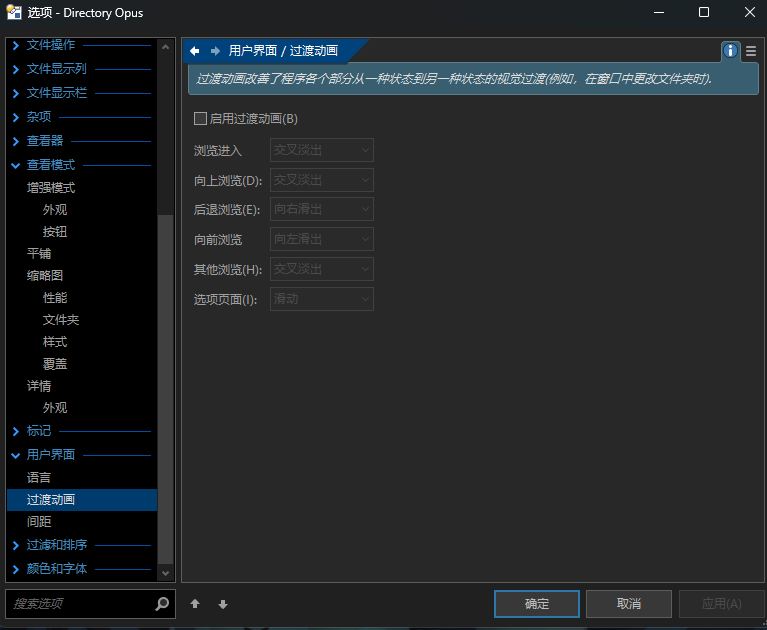 选项 - Directory Opus
文件操作
文件显示列
文件显示栏
杂项
查看器
查看模式
增强模式
外观
按钮
平铺
缩略图
性能
文件夹
样式
覆盖
详情
外观
标记
用户界面
语言
过渡动画
间距
过滤和排序
颜色和字体
搜索选项
用户界面 / 过渡动画
过渡动画改善了程序各个部分从一种状态到另一种状态的视觉过渡(例如，在窗口中更改文件夹时).
启用过渡动画(B)
浏览进入 交叉淡出
向上浏览(D): 交叉淡出
后退浏览(E): 向右滑出
向前浏览 向左滑出
其他浏览(H): 交叉淡出
选项页面(I): 滑动
确定 取消 应用(A)